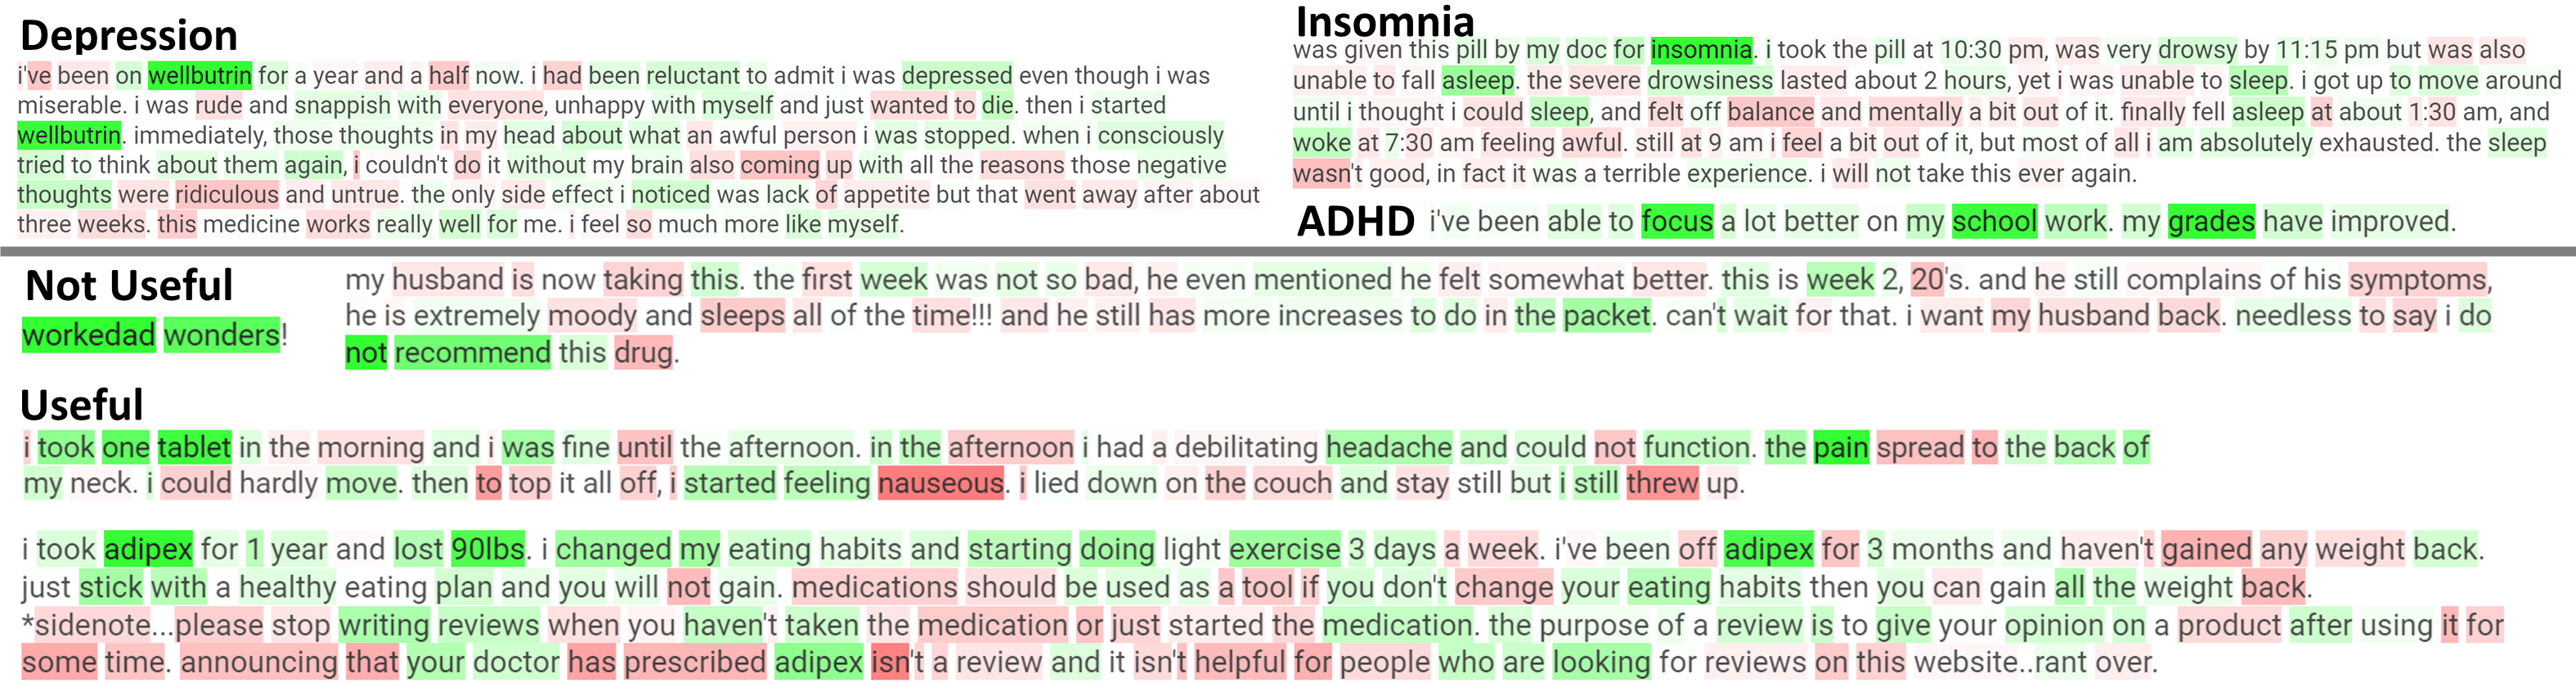 Depression
i've been on wellbutrin for a year and a half now. i had been reluctant to admit i was depressed even though i was
miserable. i was rude and snappish with everyone, unhappy with myself and just wanted to die. then i started
wellbutrin. immediately, those thoughts in my head about what an awful person i was stopped. when i consciously
tried to think about them again, i couldn't do it without my brain also coming up with all the reasons those negative
thoughts were ridiculous and untrue. the only side effect i noticed was lack of appetite but that went away after about
three weeks. this medicine works really well for me. i feel so much more like myself.
Insomnia
was given this pill by my doc for insomnia. i took the pill at 10:30 pm, was very drowsy by 11:15 pm but was also
unable to fall asleep. the severe drowsiness lasted about 2 hours, yet i was unable to sleep. i got up to move around
until i thought i could sleep, and felt off balance and mentally a bit out of it. finally fell asleep at about 1:30 am, and
woke at 7:30 am feeling awful. still at 9 am i feel a bit out of it, but most of all i am absolutely exhausted. the sleep
wasn't good, in fact it was a terrible experience. i will not take this ever again.
ADHD i've been able to focus a lot better on my school work. my grades have improved.
Not Useful
workedad wonders!
my husband is now taking this. the first week was not so bad, he even mentioned he felt somewhat better. this is week 2, 20's. and he still complains of his symptoms,
he is extremely moody and sleeps all of the time!!! and he still has more increases to do in the packet. can't wait for that. i want my husband back. needless to say i do
not recommend this drug.
Useful
i took one tablet in the morning and i was fine until the afternoon. in the afternoon i had a debilitating headache and could not function. the pain spread to the back of
my neck. i could hardly move. then to top it all off, i started feeling nauseous. i lied down on the couch and stay still but i still threw up.
i took adipex for 1 year and lost 90lbs. i changed my eating habits and starting doing light exercise 3 days a week. i've been off adipex for 3 months and haven't gained any weight back.
just stick with a healthy eating plan and you will not gain. medications should be used as a tool if you don't change your eating habits then you can gain all the weight back.
*sidenote...please stop writing reviews when you haven't taken the medication or just started the medication. the purpose of a review is to give your opinion on a product after using it for
some time. announcing that your doctor has prescribed adipex isn't a review and it isn't helpful for people who are looking for reviews on this website..rant over.